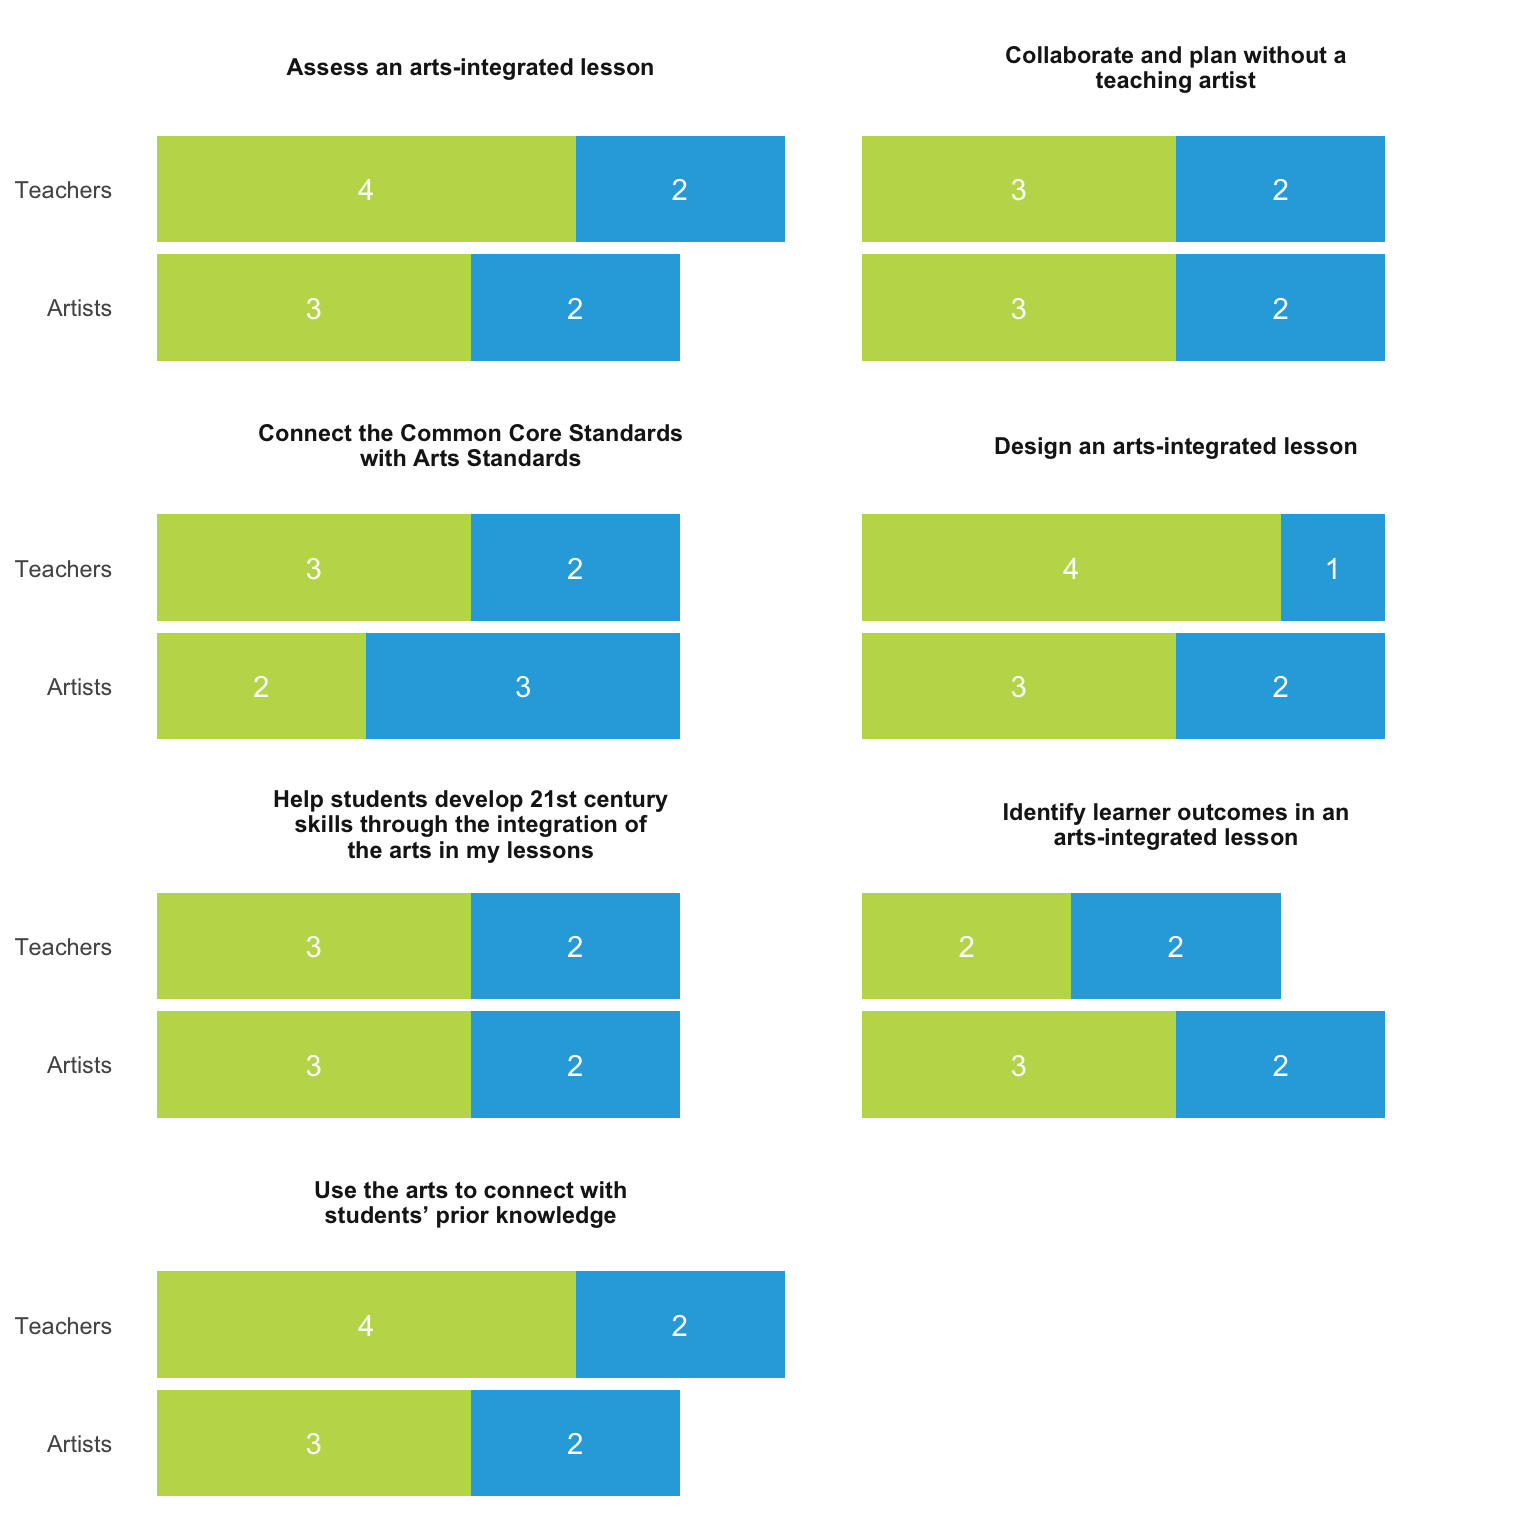 Assess an arts-integrated lesson
Teachers
4
2
Artists
3
2
Collaborate and plan without a
teaching artist
3
2
3
2
Connect the Common Core Standards
with Arts Standards
Teachers
3
2
Artists
2
3
Design an arts-integrated lesson
4
1
3
2
Help students develop 21st century
skills through the integration of
the arts in my lessons
Teachers
3
2
Artists
3
2
Identify learner outcomes in an
arts-integrated lesson
2
2
3
2
Use the arts to connect with
students’ prior knowledge
Teachers
4
2
Artists
3
2